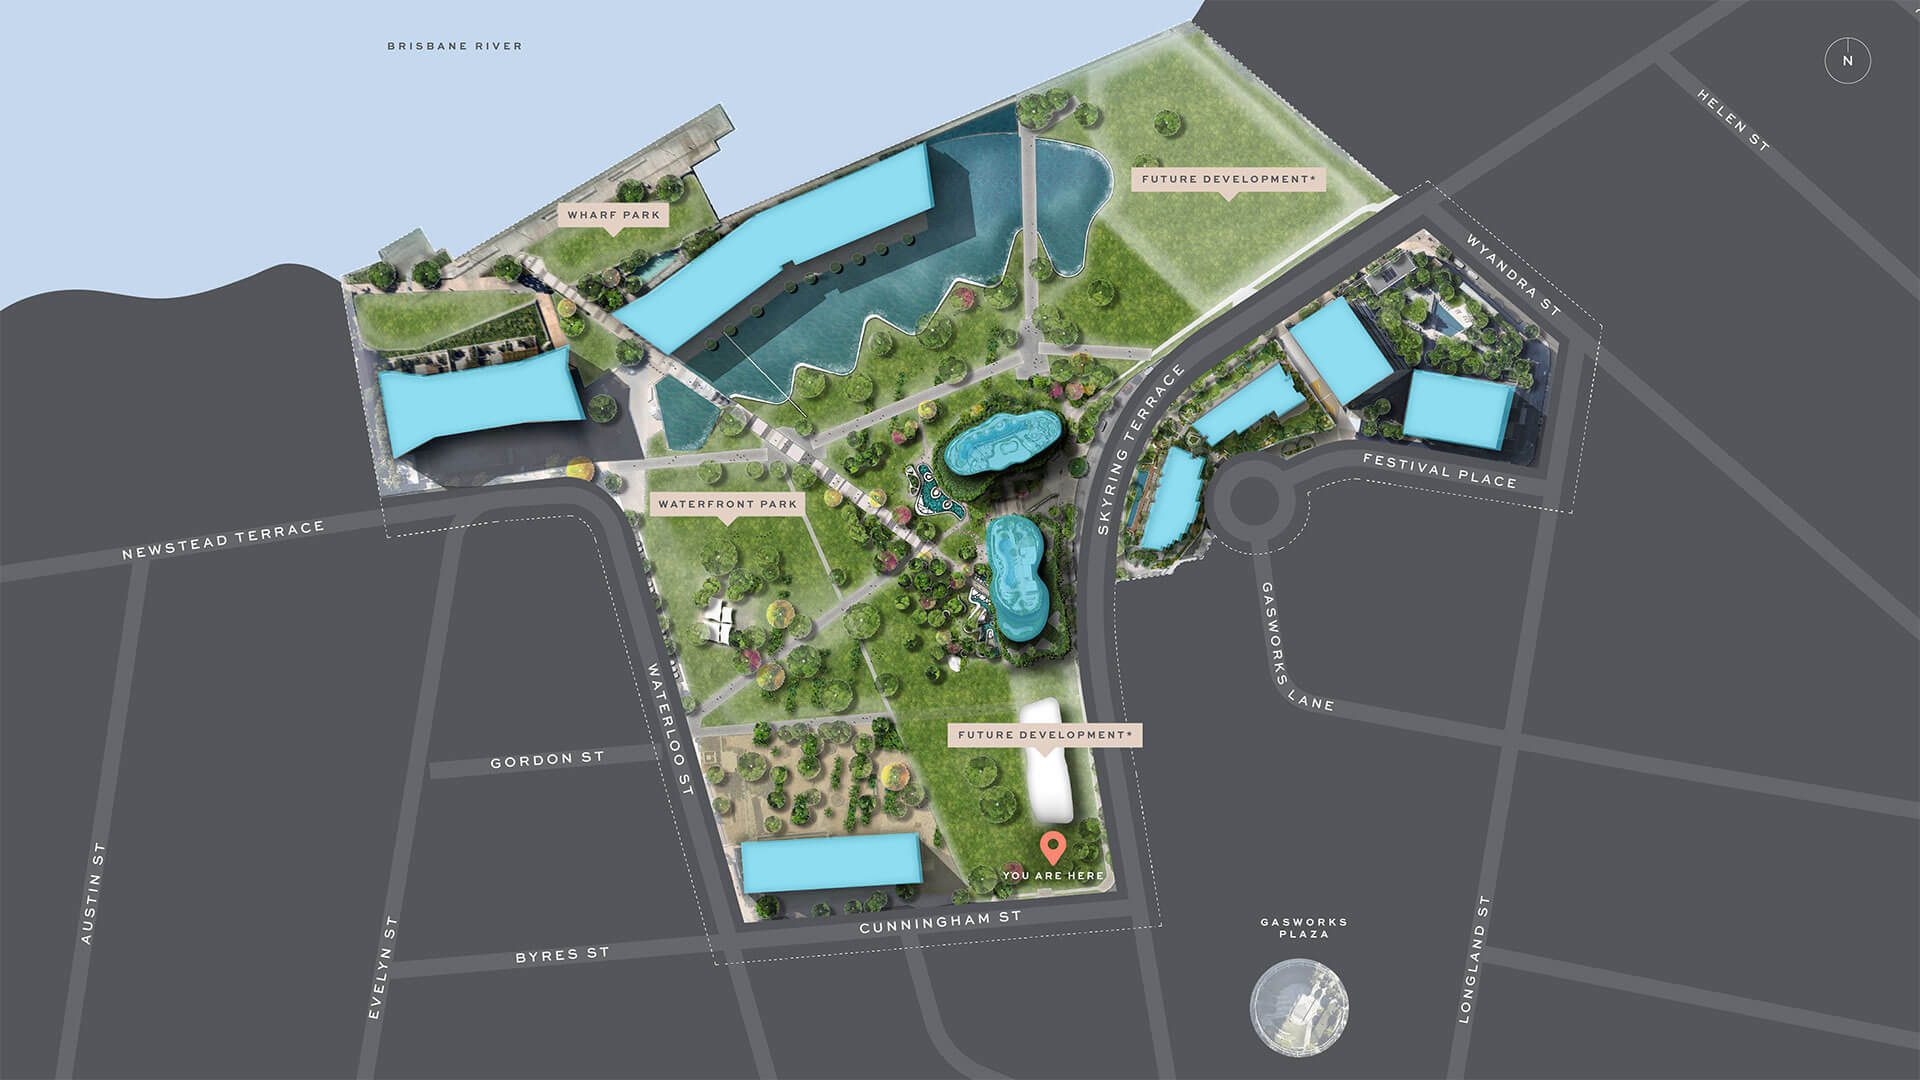 BRISBANE RIVER
N
HELEN ST
FUTURE DEVELOPMENT*
WHARF PARK
WYANDRA ST
SKYRING TERRACE
FESTIVAL PLACE
WATERFRONT PARK
NEWSTEAD TERRACE
GASWORKS LANE
WATERLOO ST
FUTURE DEVELOPMENT*
GORDON ST
YOU ARE HERE
AUSTIN ST
EVELYN ST
BYRES ST
CUNNINGHAM ST
GASWORKS
PLAZA
LONGLAND ST